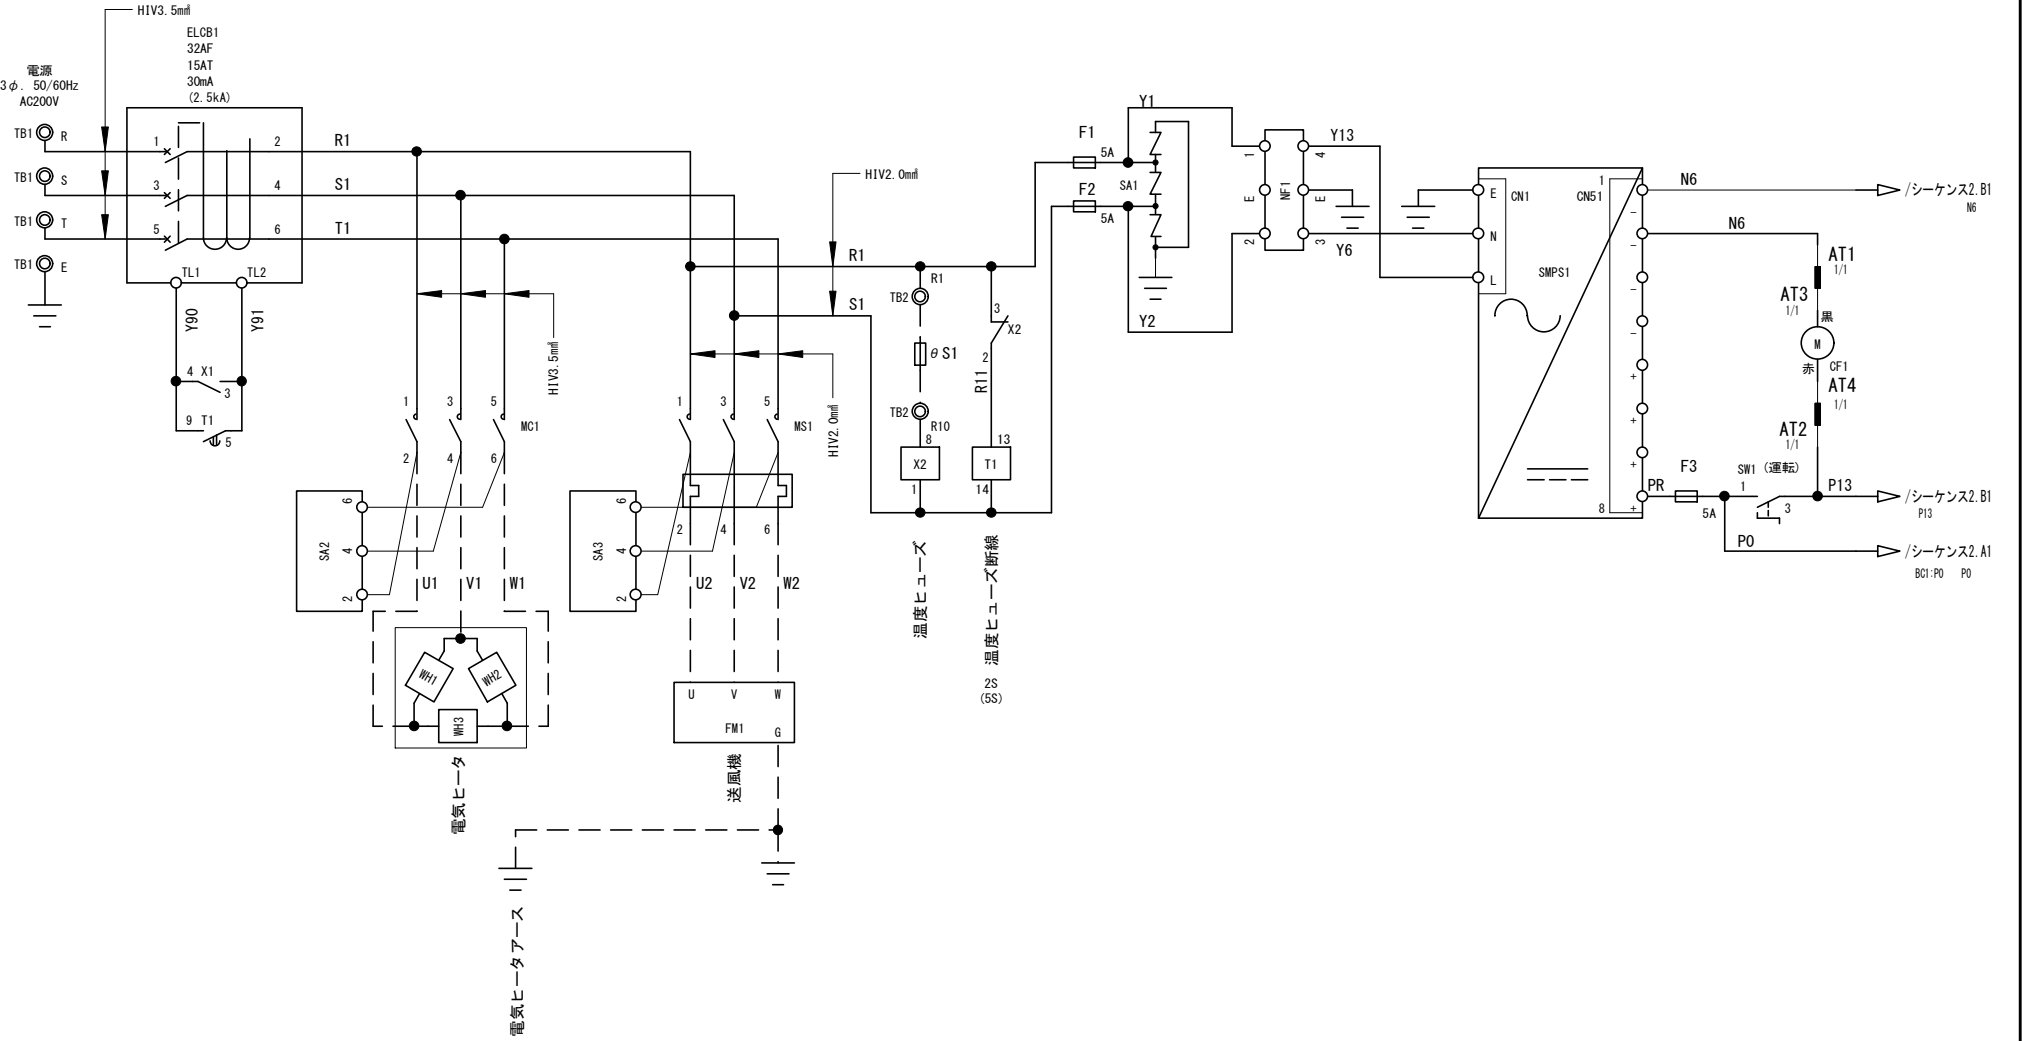 HIV3.5㎟
ELCB1
32AF
15AT
30mA
(2.5kA)
電源
3φ. 50/60Hz
AC200V
TB1 R
TB1 S
TB1 T
TB1 E
1 2
3 4
5 6
TL1 TL2
Y90 Y91
4 X1 3
9 T1 5
R1
S1
T1
HIV3.5㎟
1 3 5 MC1
2 4 6
SA2
6
4
2
U1 V1 W1
WH1 WH2
WH3
電気ヒータ
電気ヒータアース
1 3 5 MS1
HIV2.0㎟
SA3
6
4
2
2 4 6
U2 V2 W2
U V W
FM1
G
送風機
HIV2.0㎟
R1
S1
R1
TB2
θS1
TB2
R10
8
X2
1
温度ヒューズ
3
X2
2
R11
13
T1
14
温度ヒューズ断線
2S
(5S)
F1
5A
F2
5A
SA1
Y1
Y2
1 4
E NF1 E
2 3
Y13
Y6
E CN1
N
L
SMPS1
1
CN51
−
−
−
−
+
+
+
8 +
N6 /シーケンス2.B1
N6
N6
AT1
1/1
AT3
1/1
黒
M
赤 CF1
AT4
1/1
AT2
1/1
PR F3
5A
SW1 (運転)
1 3
P13 /シーケンス2.B1
P13
P0 /シーケンス2.A1
BC1:P0 P0